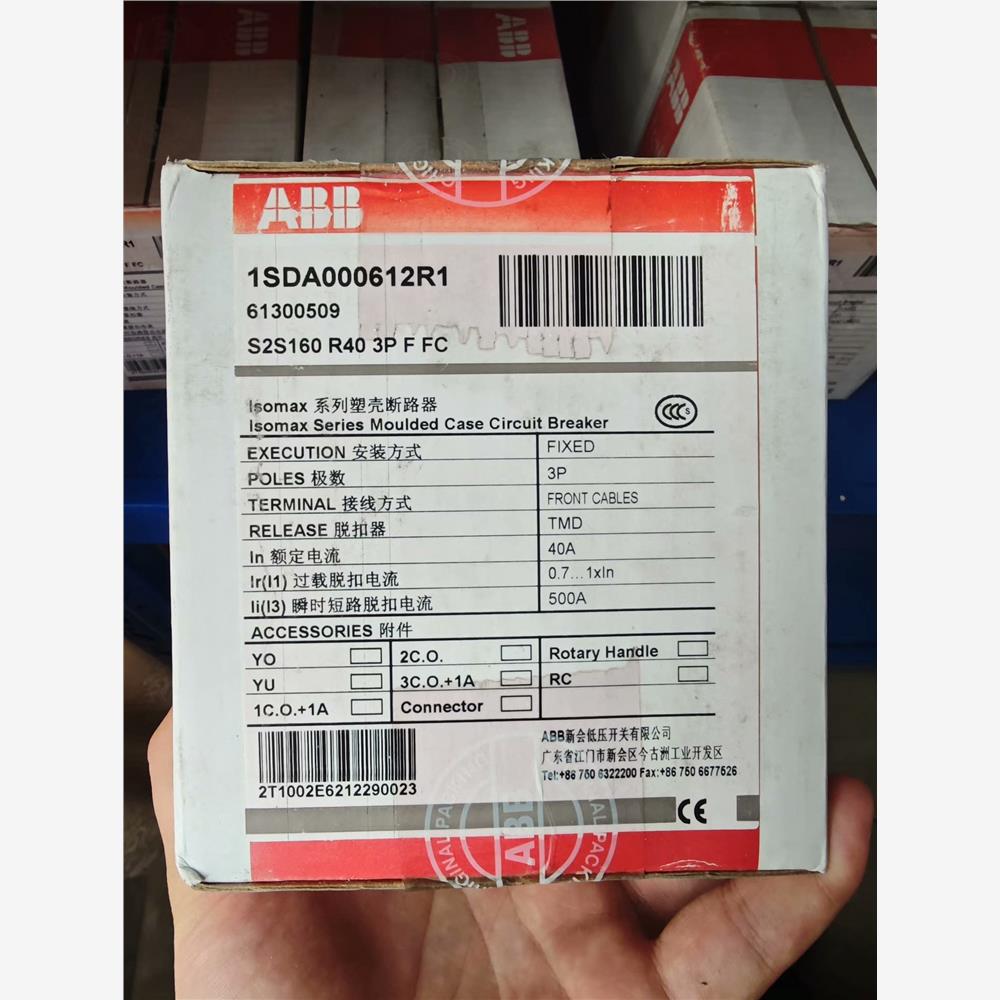 ABB
ABB
ABB
ABB
ABB
1SDA000612R1
61300509
S2S160 R40 3P F FC
Isomax 系列塑壳断路器
Isomax Series Moulded Case Circuit Breaker
CCC S
EXECUTION 安装方式 FIXED
POLES 极数 3P
TERMINAL 接线方式 FRONT CABLES
RELEASE 脱扣器 TMD
In 额定电流 40A
Ir(I1) 过载脱扣电流 0.7...1xIn
Ii(I3) 瞬时短路脱扣电流 500A
ACCESSORIES 附件
YO 2C.O. Rotary Handle
YU 3C.O.+1A RC
1C.O.+1A Connector
2T1002E6212290023
ABB新会低压开关有限公司
广东省江门市新会区今古洲工业开发区
Tel:+86 750 6322200 Fax:+86 750 6677526
CE
ABB